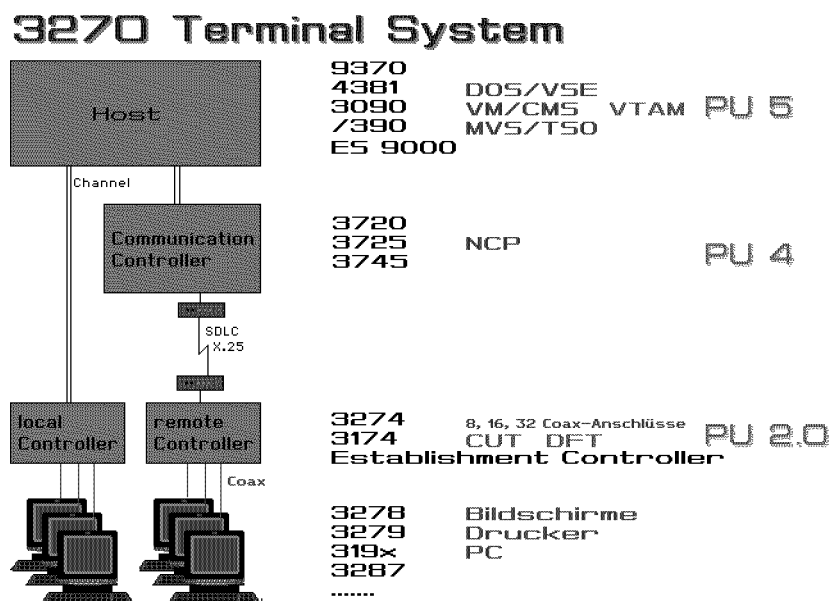 3270 Terminal System
Host
9370
4381 DOS/VSE
3090 VM/CMS VTAM PU 5
/390 MVS/TSO
ES 9000
Channel
Communication
Controller
3720
3725 NCP
3745 PU 4
SDLC
X.25
local
Controller
remote
Controller
3274 8, 16, 32 Coax-Anschlüsse
3174 CUT DFT PU 2.0
Establishment Controller
Coax
3278 Bildschirme
3279 Drucker
319x PC
3287
.......